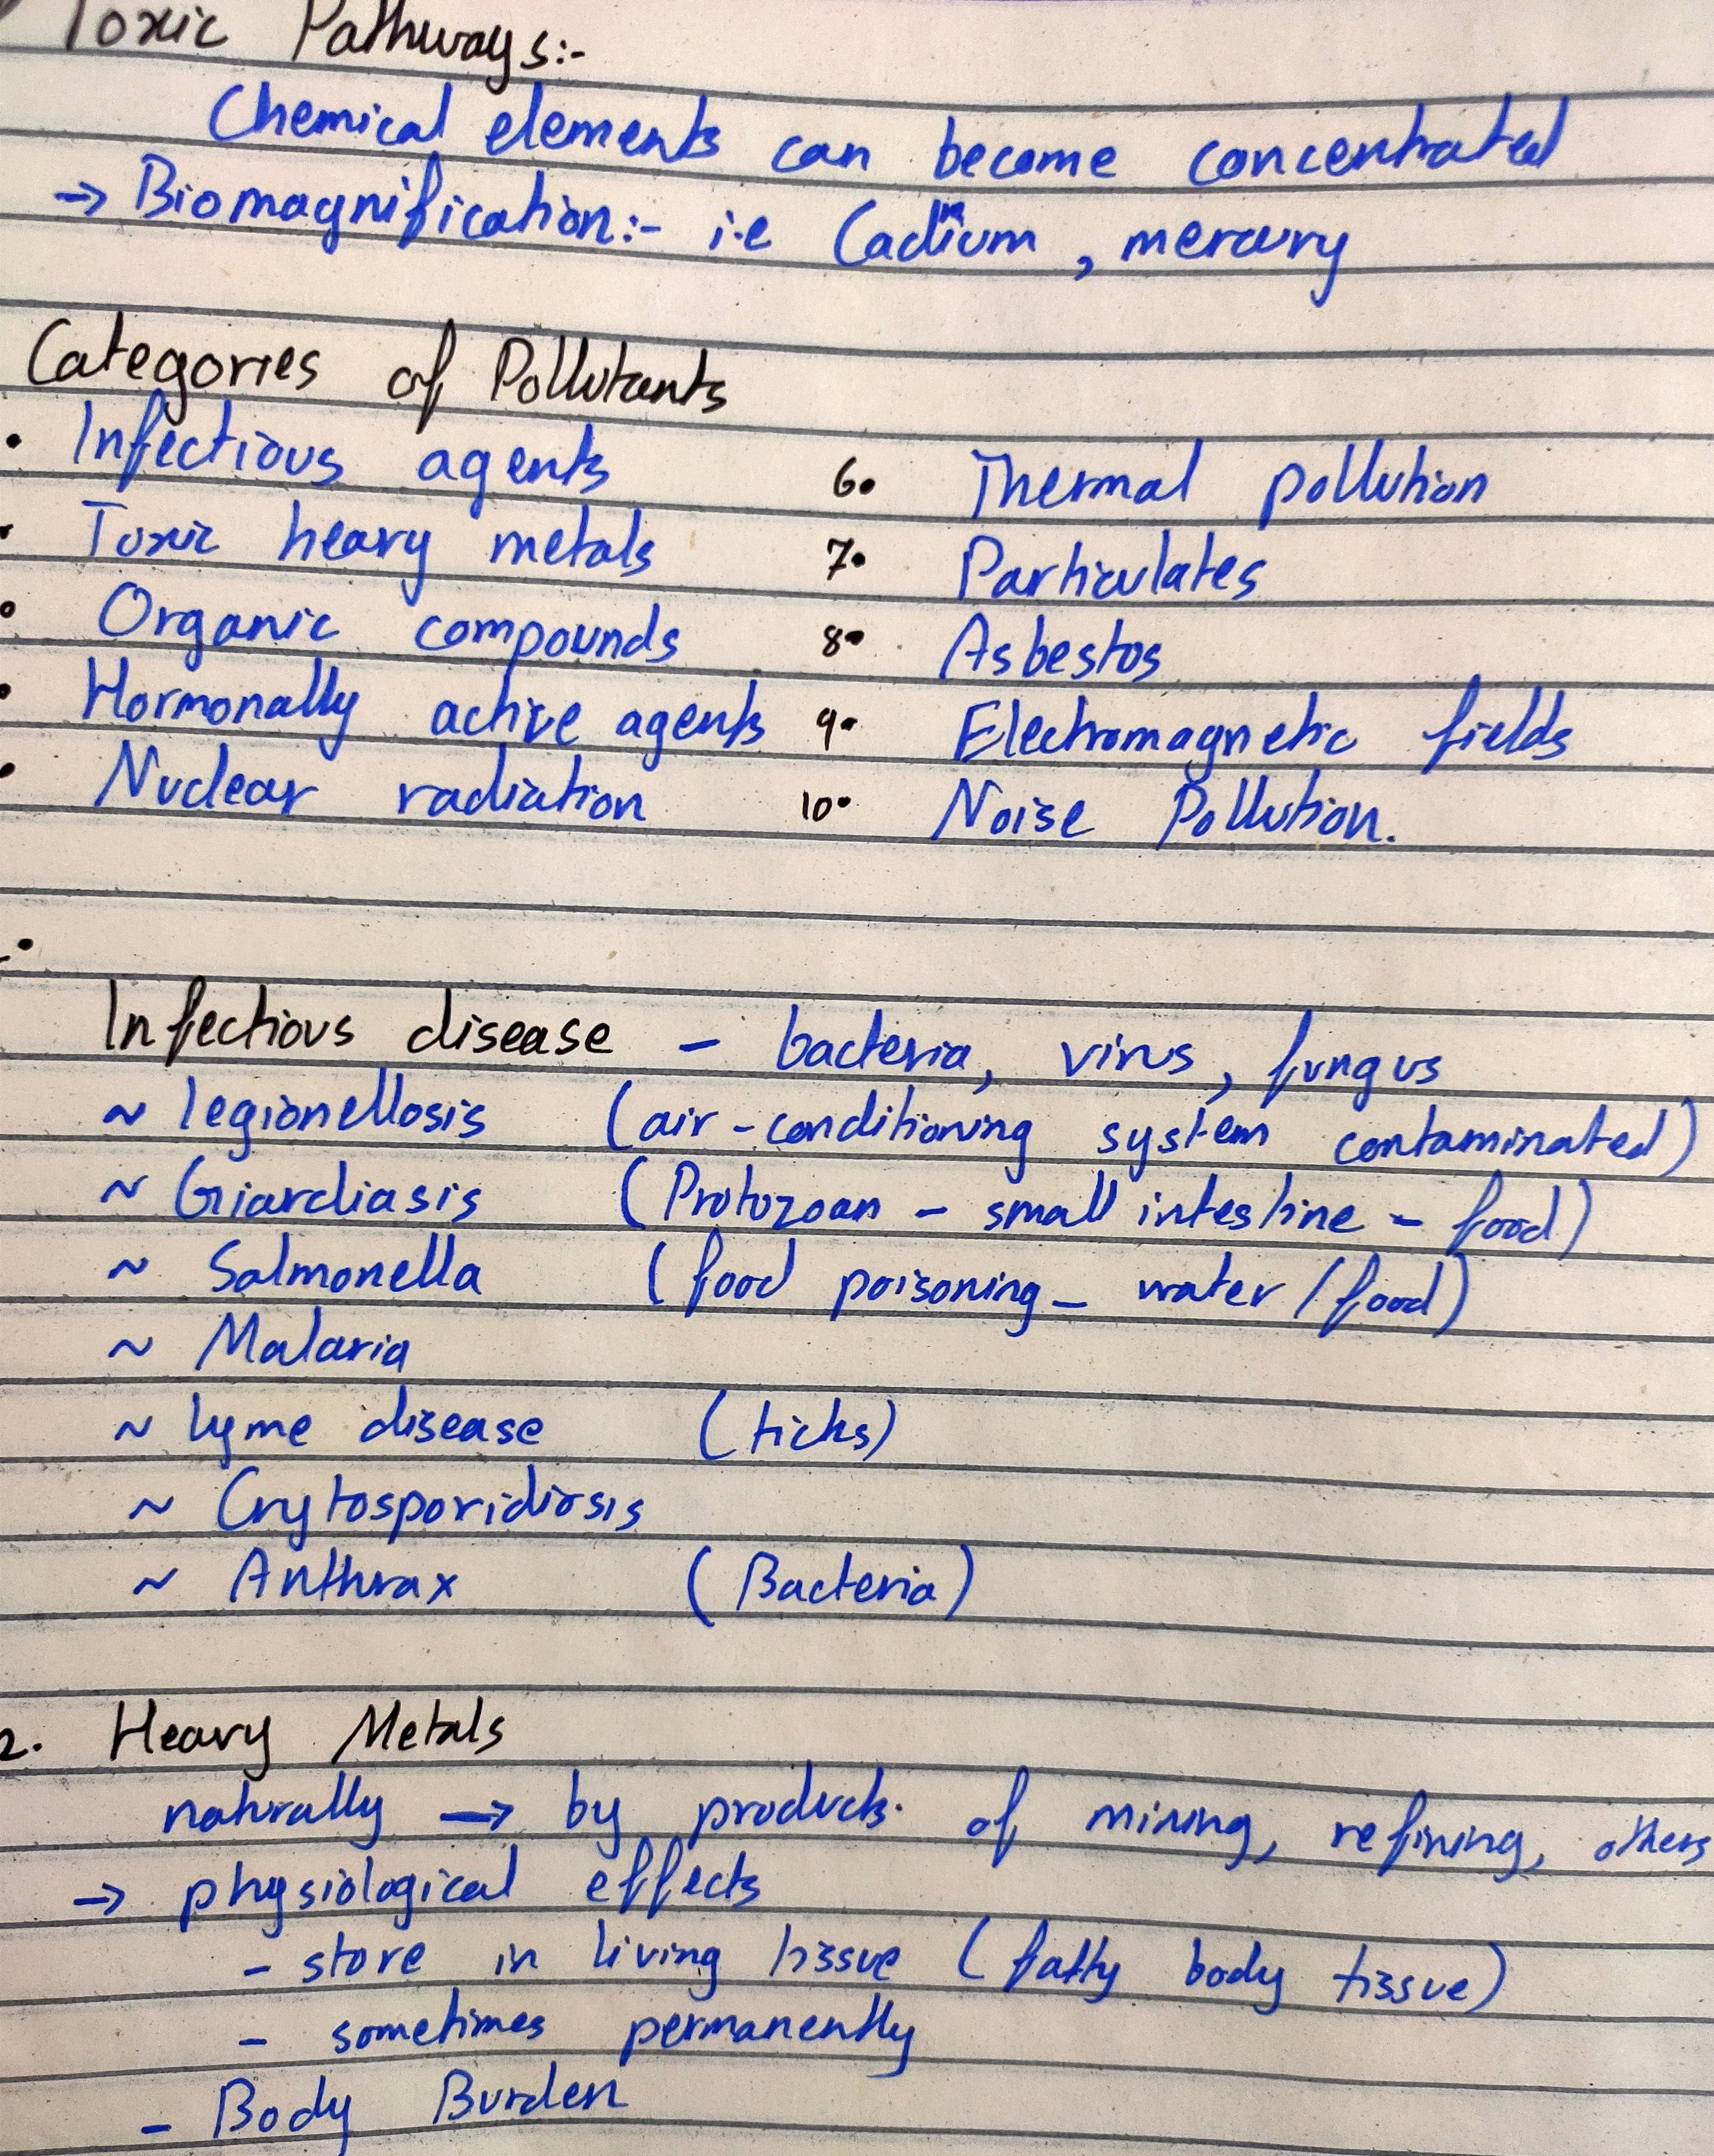 Toxic Pathways:-
Chemical elements can become concentrated
→ Biomagnification:- i.e Cadmium, mercury
Categories of Pollutants
• Infectious agents 6. Thermal pollution
• Toxic heavy metals 7. Particulates
• Organic compounds 8. Asbestos
• Hormonally active agents 9. Electromagnetic fields
• Nuclear radiation 10. Noise Pollution.
Infectious disease - bacteria, virus, fungus
~ legionellosis (air-conditioning system contaminated)
~ Giardiasis (Protozoan - small intestine - food)
~ Salmonella (food poisoning - water/food)
~ Malaria
~ lyme disease (ticks)
~ Crytosporidiosis
~ Anthrax (Bacteria)
2. Heavy Metals
naturally → by products of mining, refining, others
→ physiological effects
- store in living tissue (fatty body tissue)
- sometimes permanently
- Body Burden